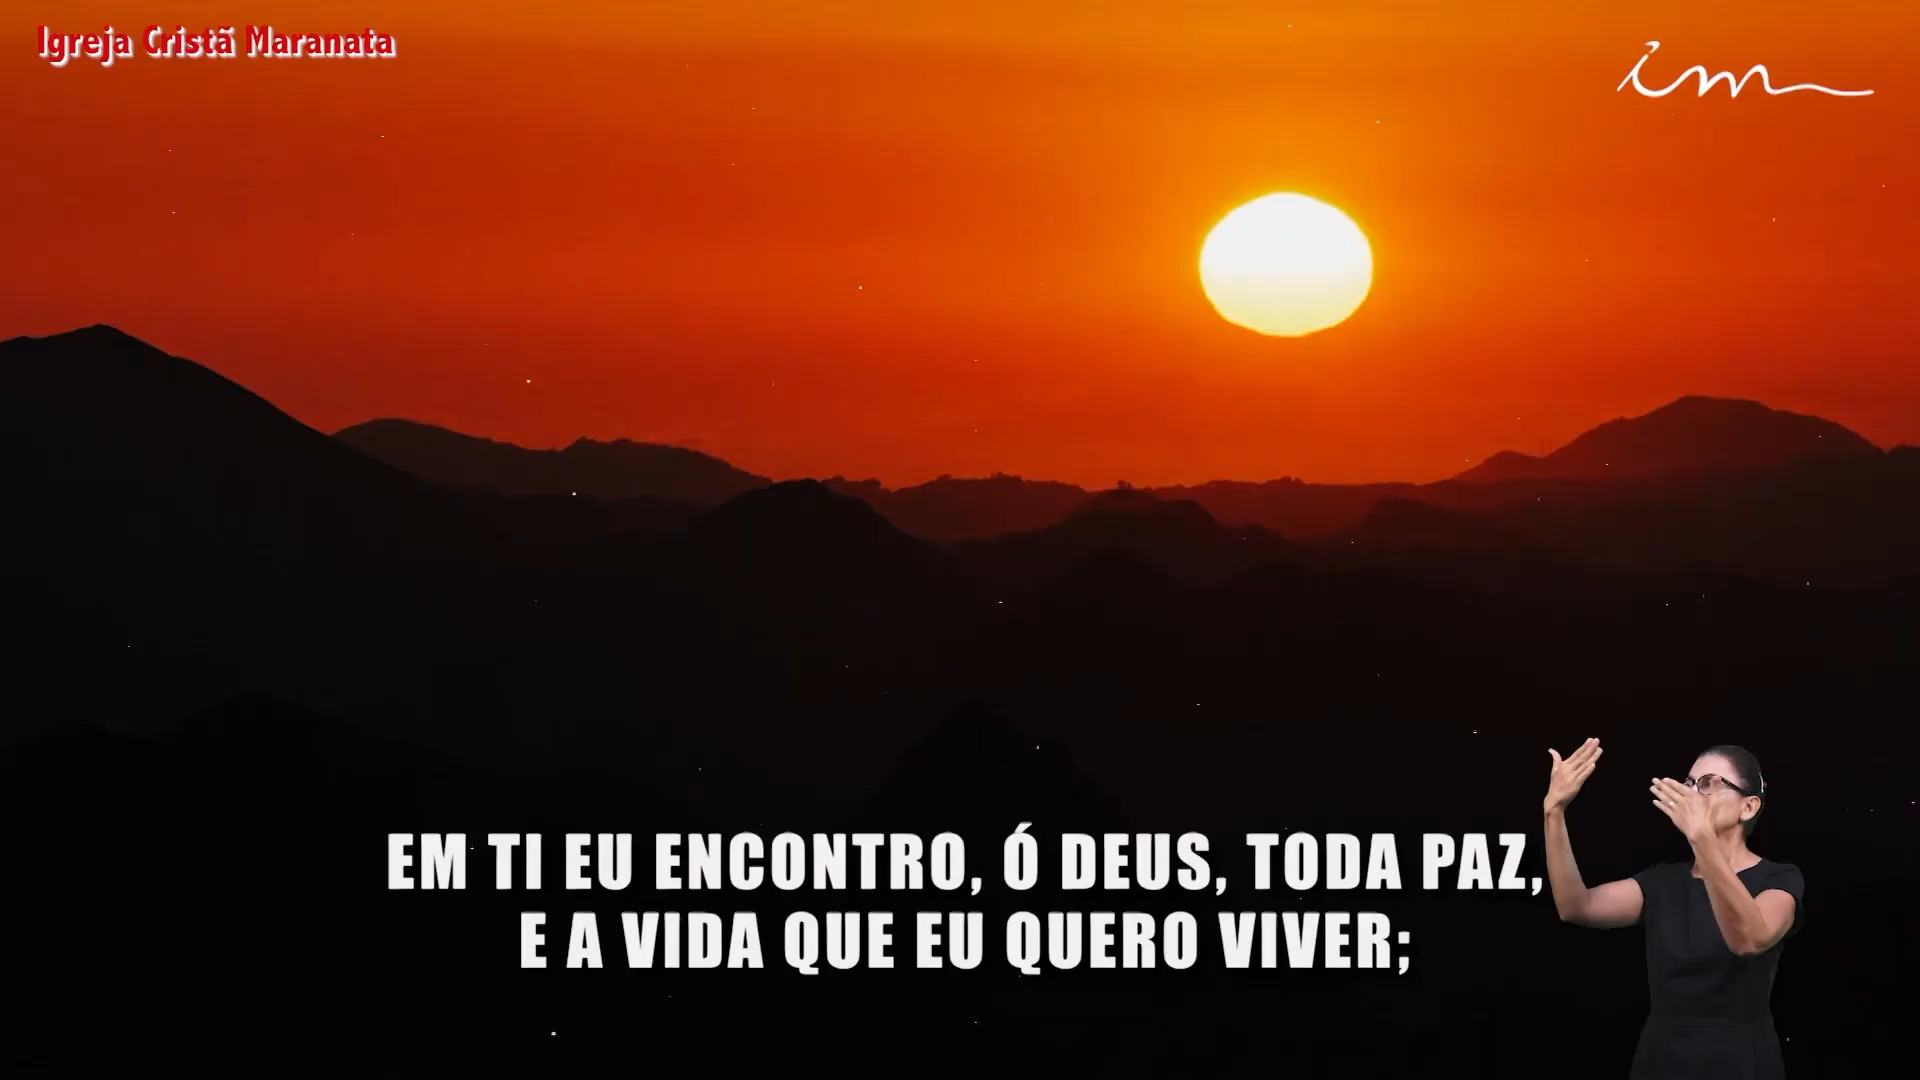 Igreja Cristã Maranata
im
EM TI EU ENCONTRO, Ó DEUS, TODA PAZ,
E A VIDA QUE EU QUERO VIVER;